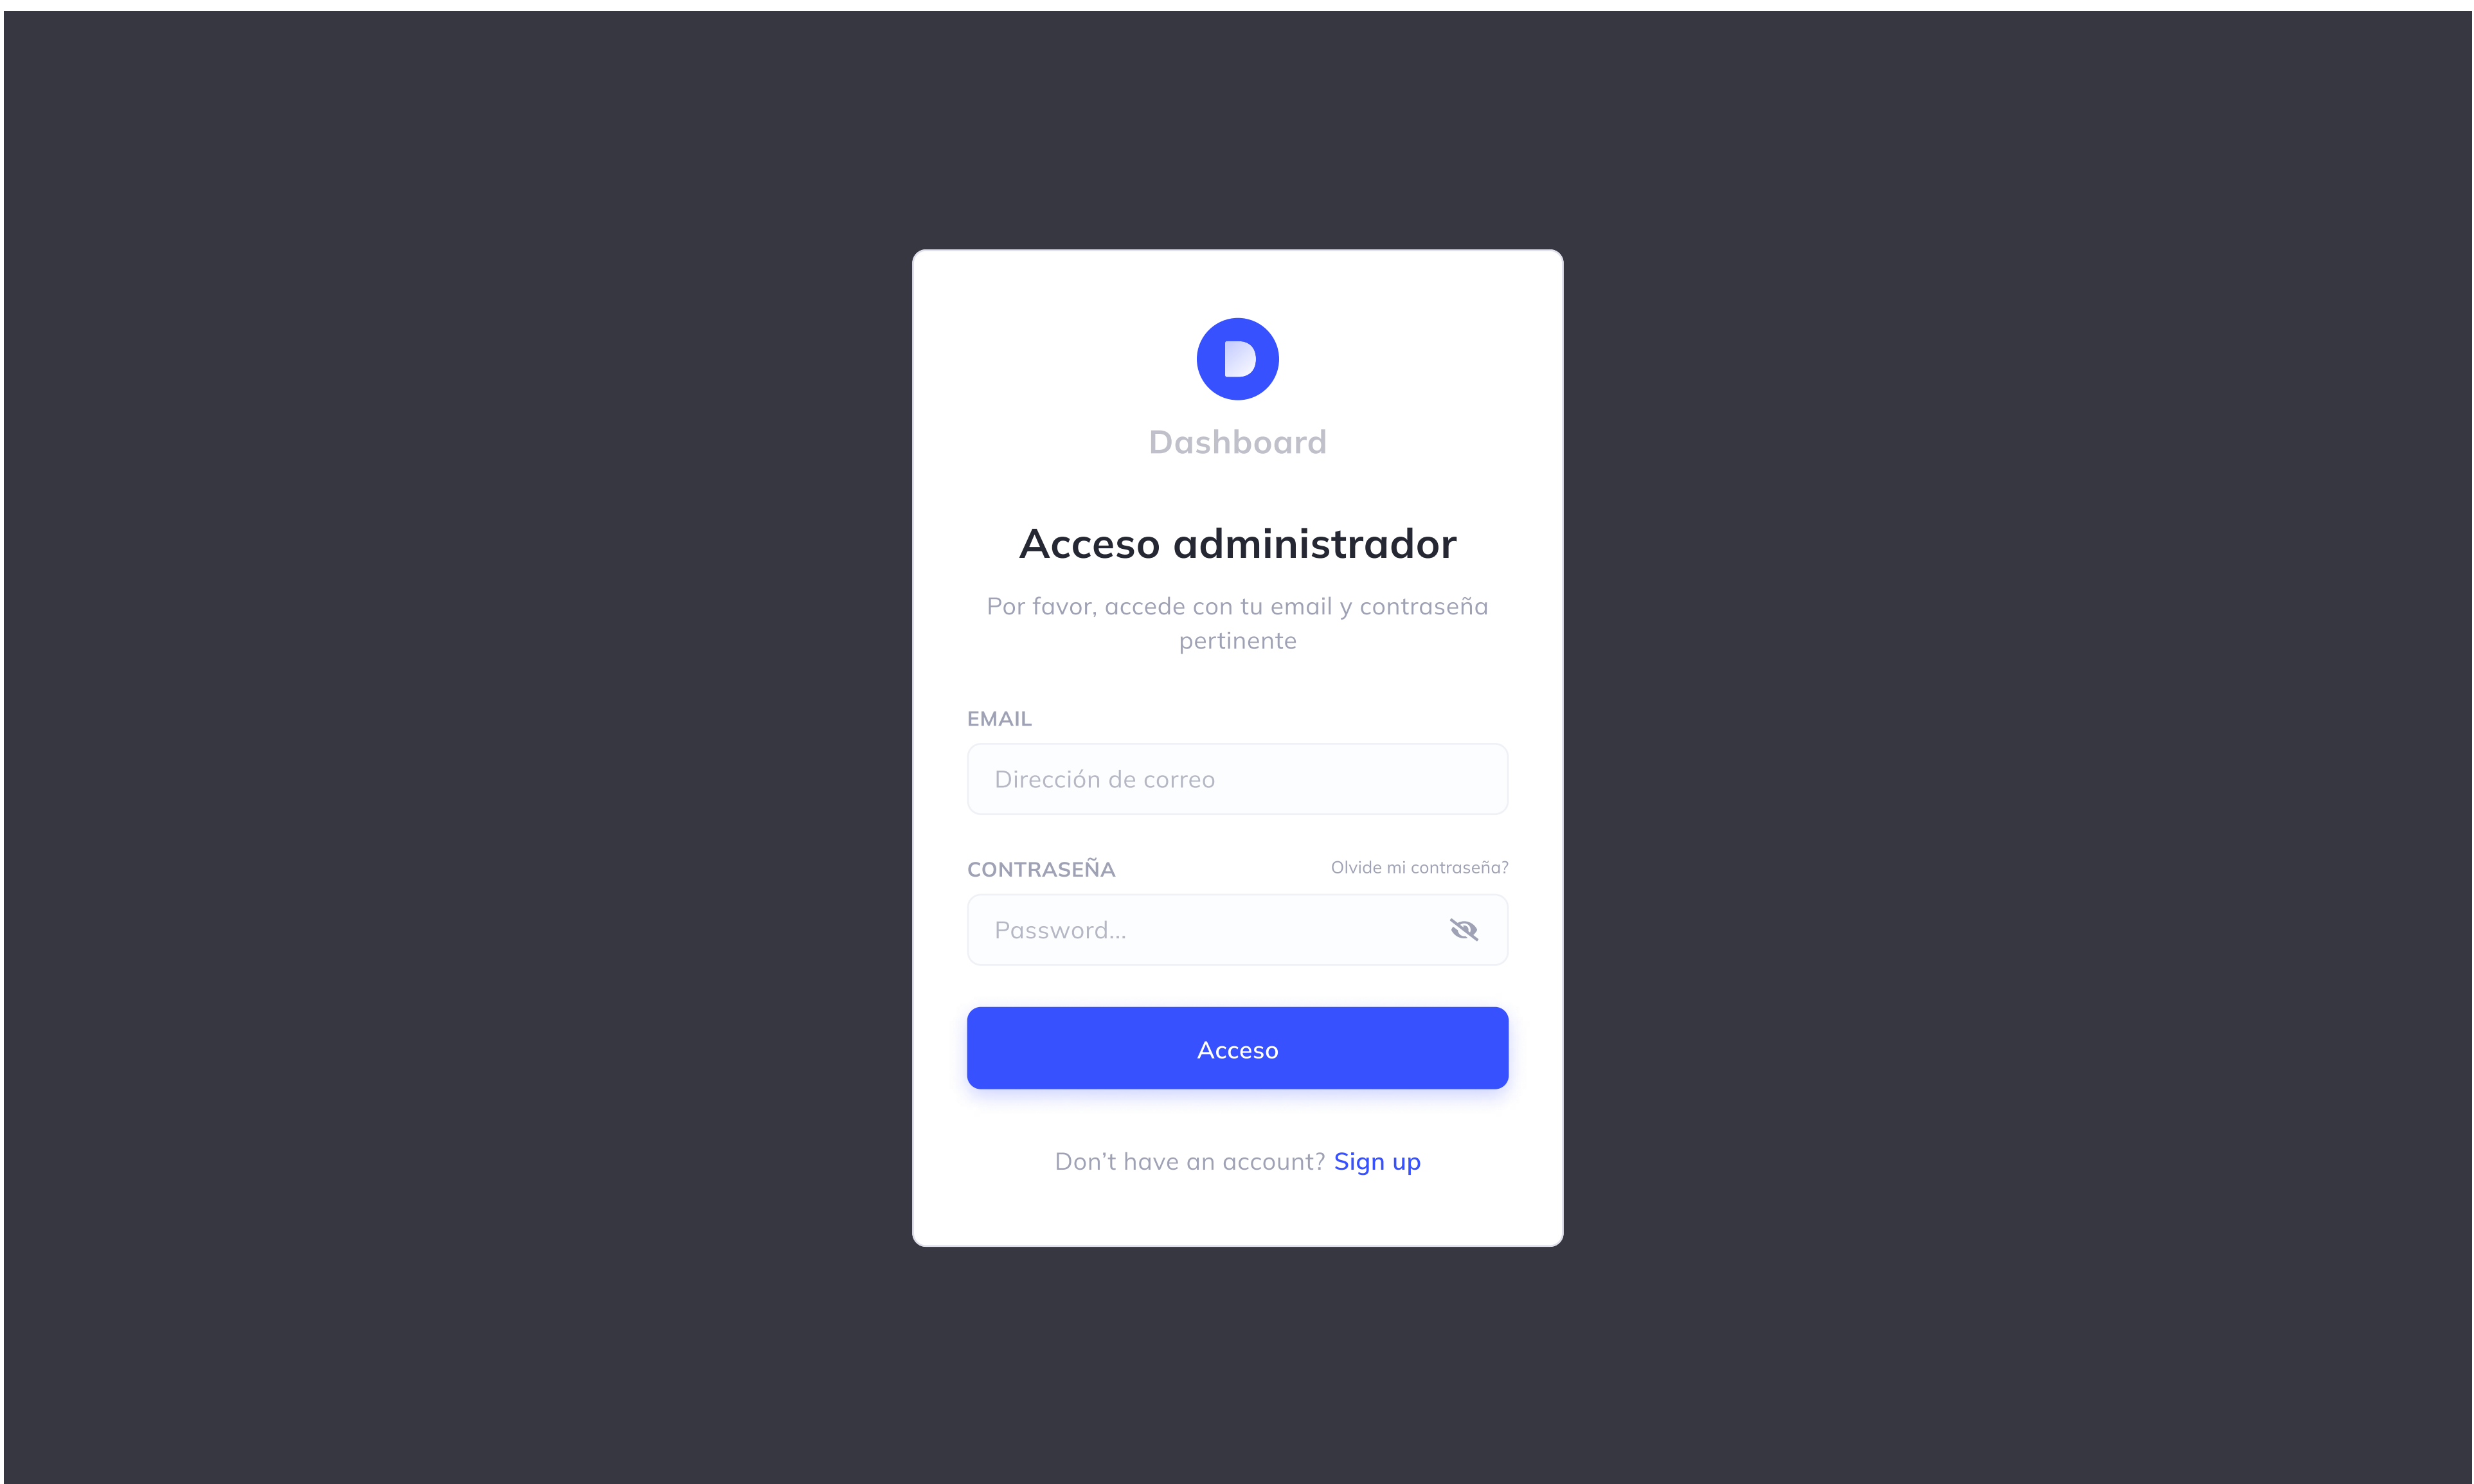 D
Dashboard
Acceso administrador
Por favor, accede con tu email y contraseña
pertinente
EMAIL
Dirección de correo
CONTRASEÑA
Olvide mi contraseña?
Password...
Acceso
Don’t have an account? Sign up